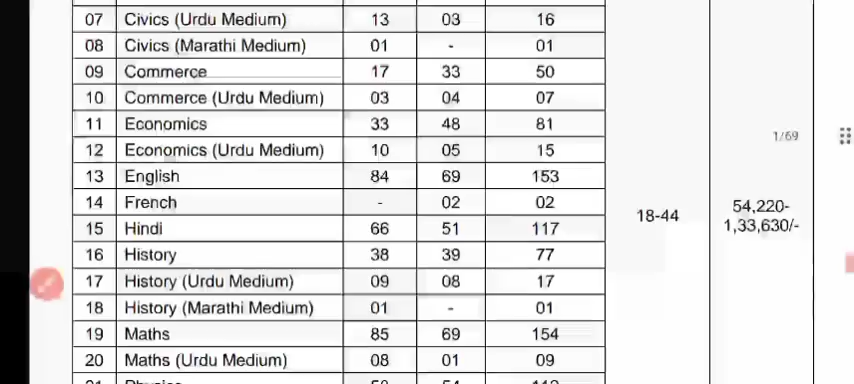 07 Civics (Urdu Medium) 13 03 16
08 Civics (Marathi Medium) 01 - 01
09 Commerce 17 33 50
10 Commerce (Urdu Medium) 03 04 07
11 Economics 33 48 81
1/69
12 Economics (Urdu Medium) 10 05 15
13 English 84 69 153
14 French - 02 02
18-44 54,220-
1,33,630/-
15 Hindi 66 51 117
16 History 38 39 77
17 History (Urdu Medium) 09 08 17
18 History (Marathi Medium) 01 - 01
19 Maths 85 69 154
20 Maths (Urdu Medium) 08 01 09